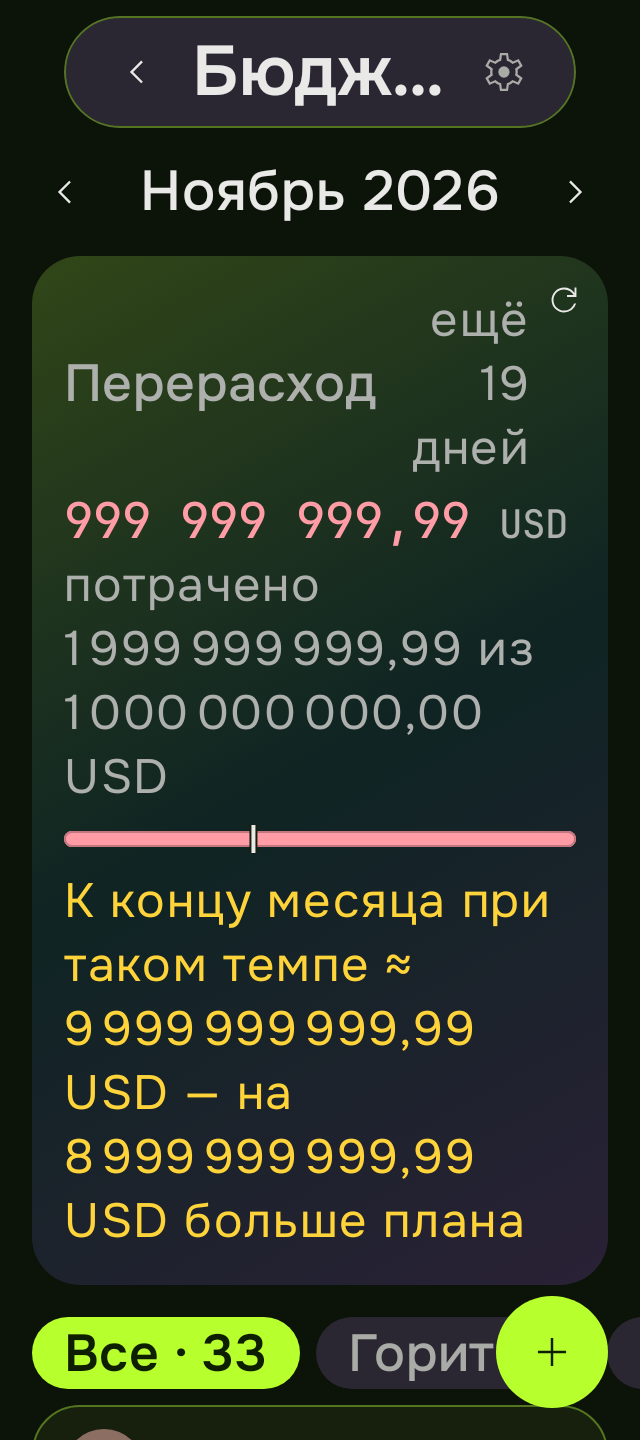 Бюдж...
Ноябрь 2026
ещё
Перерасход 19
дней
999 999 999,99 USD
потрачено
1 999 999 999,99 из
1 000 000 000,00
USD
К концу месяца при
таком темпе ≈
9 999 999 999,99
USD — на
8 999 999 999,99
USD больше плана
Все · 33 Горит